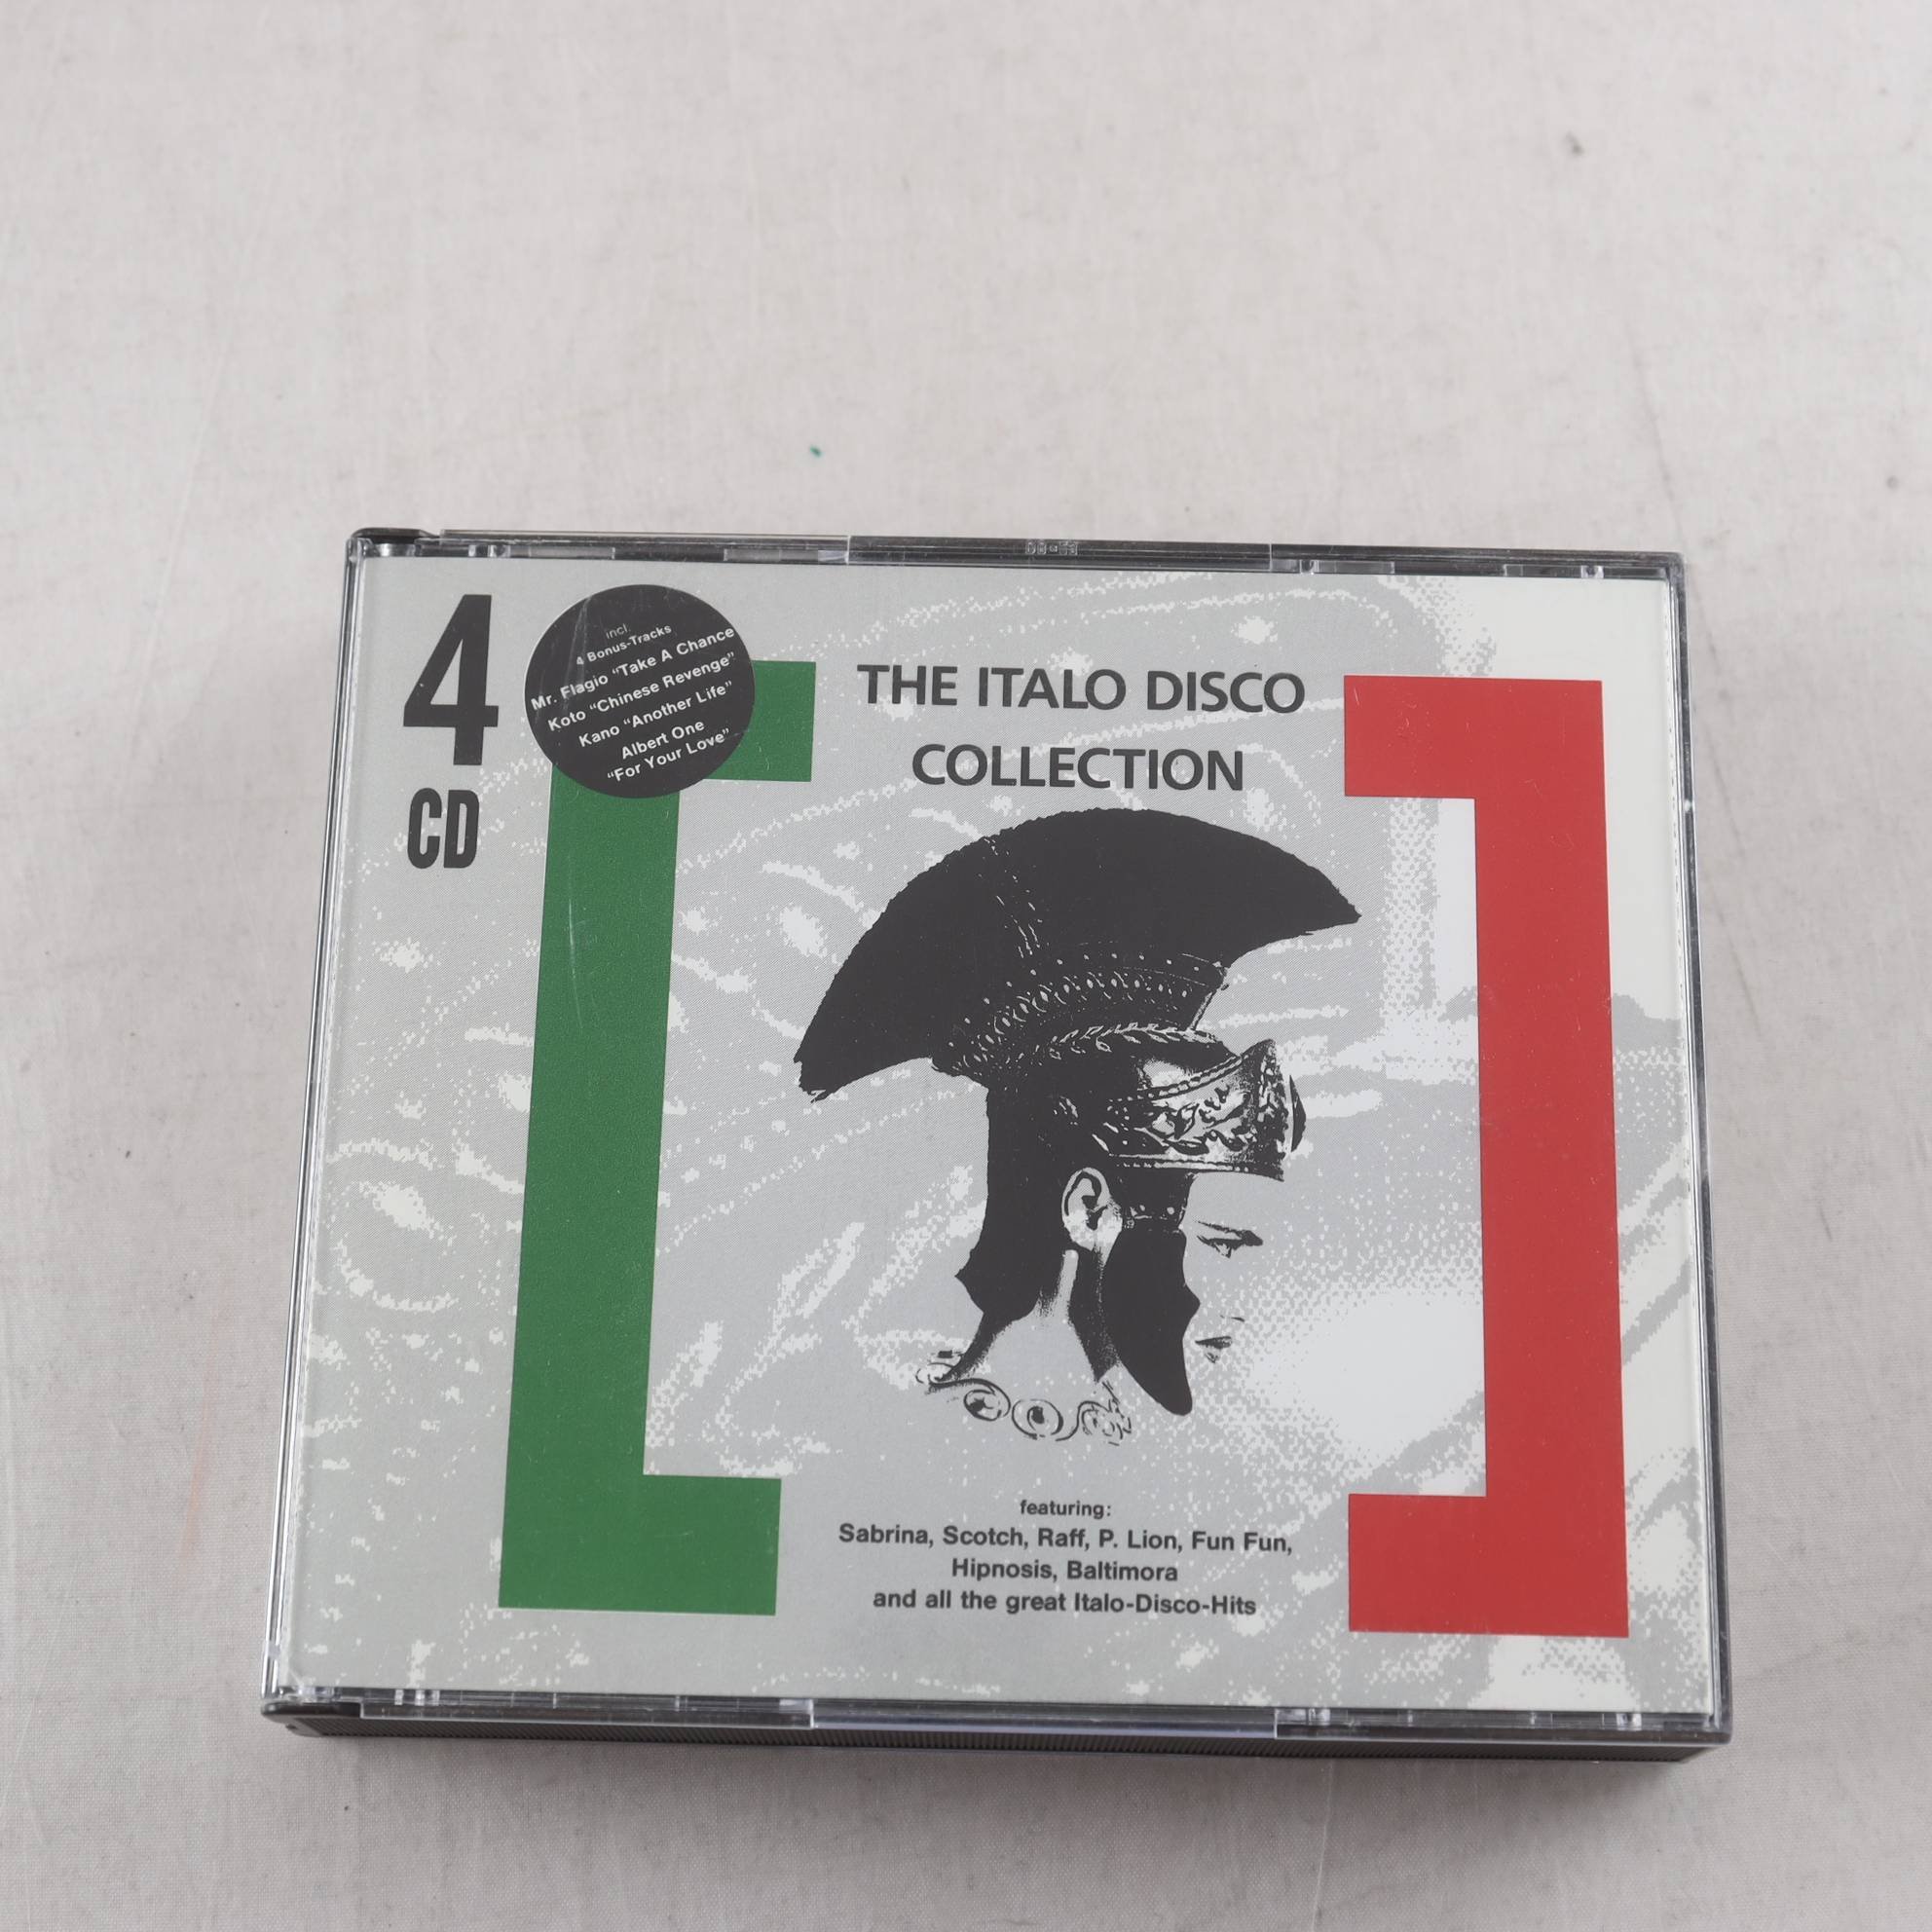 4
CD
incl.
4 Bonus-Tracks
Mr. Flagio "Take A Chance
Koto "Chinese Revenge"
Kano "Another Life"
Albert One
"For Your Love"
THE ITALO DISCO
COLLECTION
featuring:
Sabrina, Scotch, Raff, P. Lion, Fun Fun,
Hipnosis, Baltimora
and all the great Italo-Disco-Hits